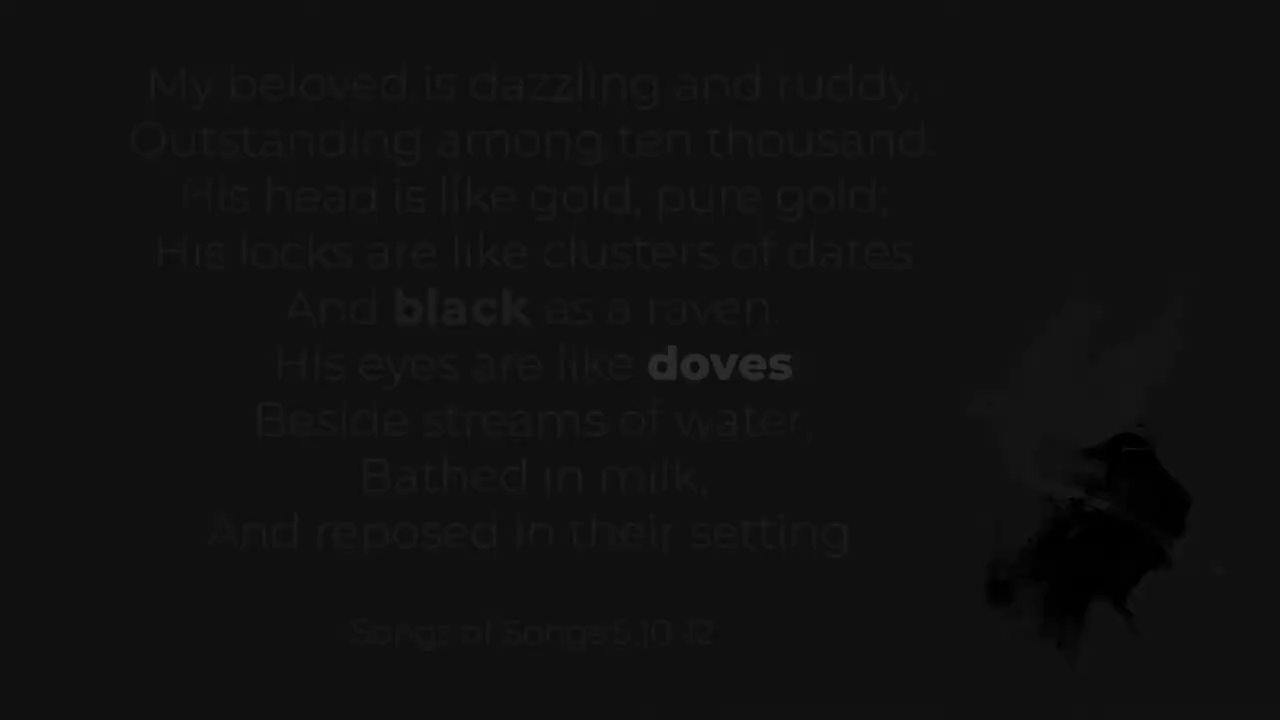 My beloved is dazzling and ruddy,
Outstanding among ten thousand.
His head is like gold, pure gold;
His locks are like clusters of dates
And black as a raven.
His eyes are like doves
Beside streams of water,
Bathed in milk,
And reposed in their setting
Songs of Songs 5:10-12